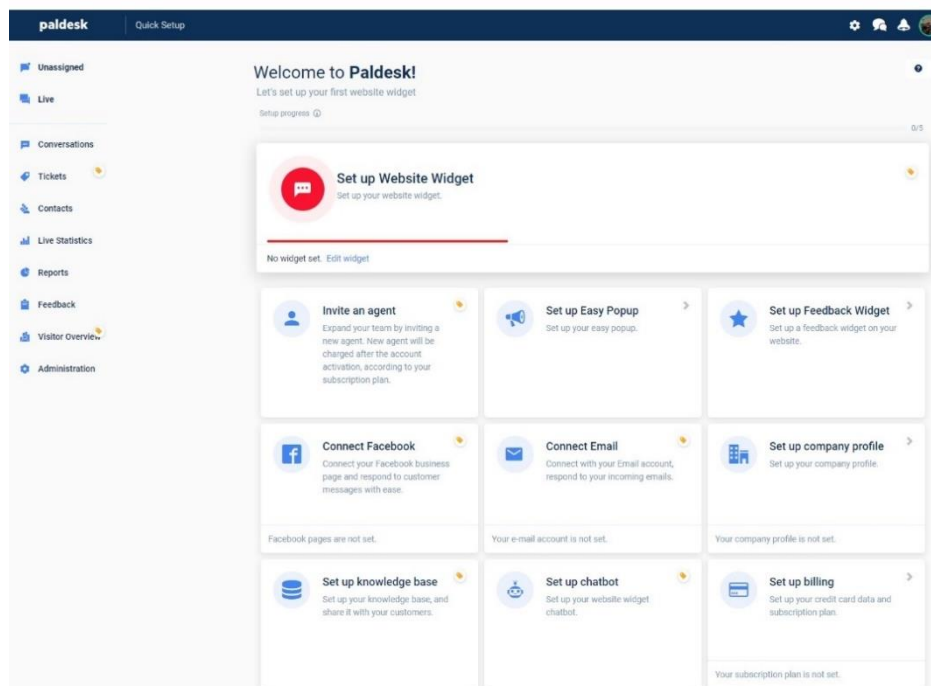 paldesk
Quick Setup
Unassigned
Live
Conversations
Tickets
Contacts
Live Statistics
Reports
Feedback
Visitor Overview
Administration
Welcome to Paldesk!
Let's set up your first website widget
Setup progress
0/5
Set up Website Widget
Set up your website widget.
No widget set. Edit widget
Invite an agent
Expand your team by inviting a
new agent. New agent will be
charged after the account
activation, according to your
subscription plan.
Set up Easy Popup
Set up your easy popup.
Set up Feedback Widget
Set up a feedback widget on your
website.
Connect Facebook
Connect your Facebook business
page and respond to customer
messages with ease.
Facebook pages are not set.
Connect Email
Connect with your Email account,
respond to your incoming emails.
Your e-mail account is not set.
Set up company profile
Set up your company profile.
Your company profile is not set.
Set up knowledge base
Set up your knowledge base, and
share it with your customers.
Set up chatbot
Set up your website widget
chatbot.
Set up billing
Set up your credit card data and
subscription plan.
Your subscription plan is not set.